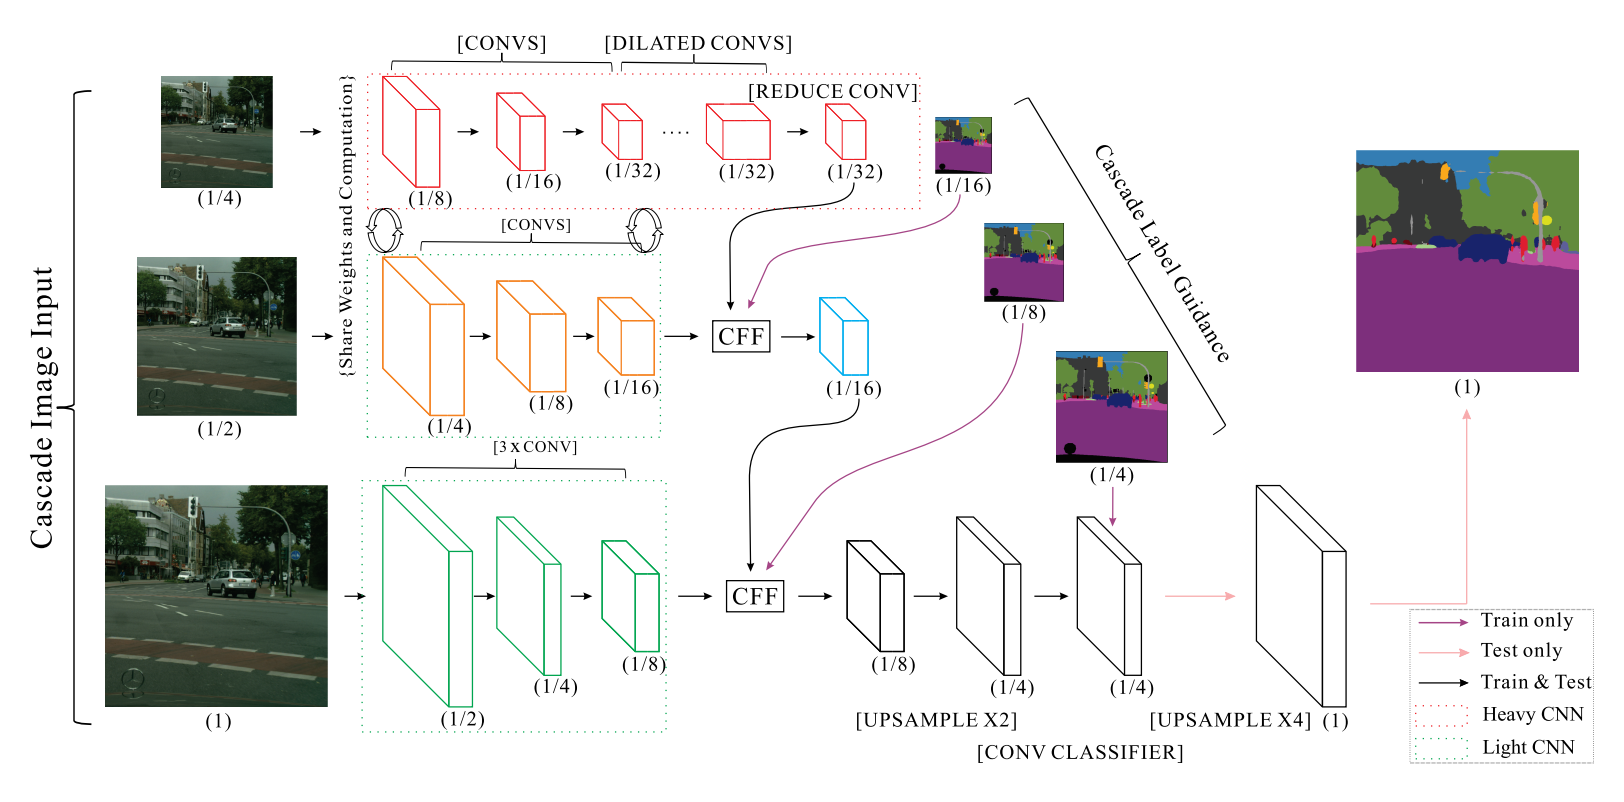 [CONVS]
[DILATED CONVS]
[REDUCE CONV]
(1/4)
(1/8)
(1/16)
(1/32)
....
(1/32)
(1/32)
(1/16)
{Share Weights and Computation}
Cascade Label Guidance
[CONVS]
Cascade Image Input
(1/2)
(1/4)
(1/8)
(1/16)
CFF
(1/16)
(1/8)
(1/4)
(1)
[3 X CONV]
(1)
(1/2)
(1/4)
(1/8)
CFF
(1/8)
(1/4)
(1/4)
(1)
[UPSAMPLE X2]
[UPSAMPLE X4]
[CONV CLASSIFIER]
Train only
Test only
Train & Test
Heavy CNN
Light CNN